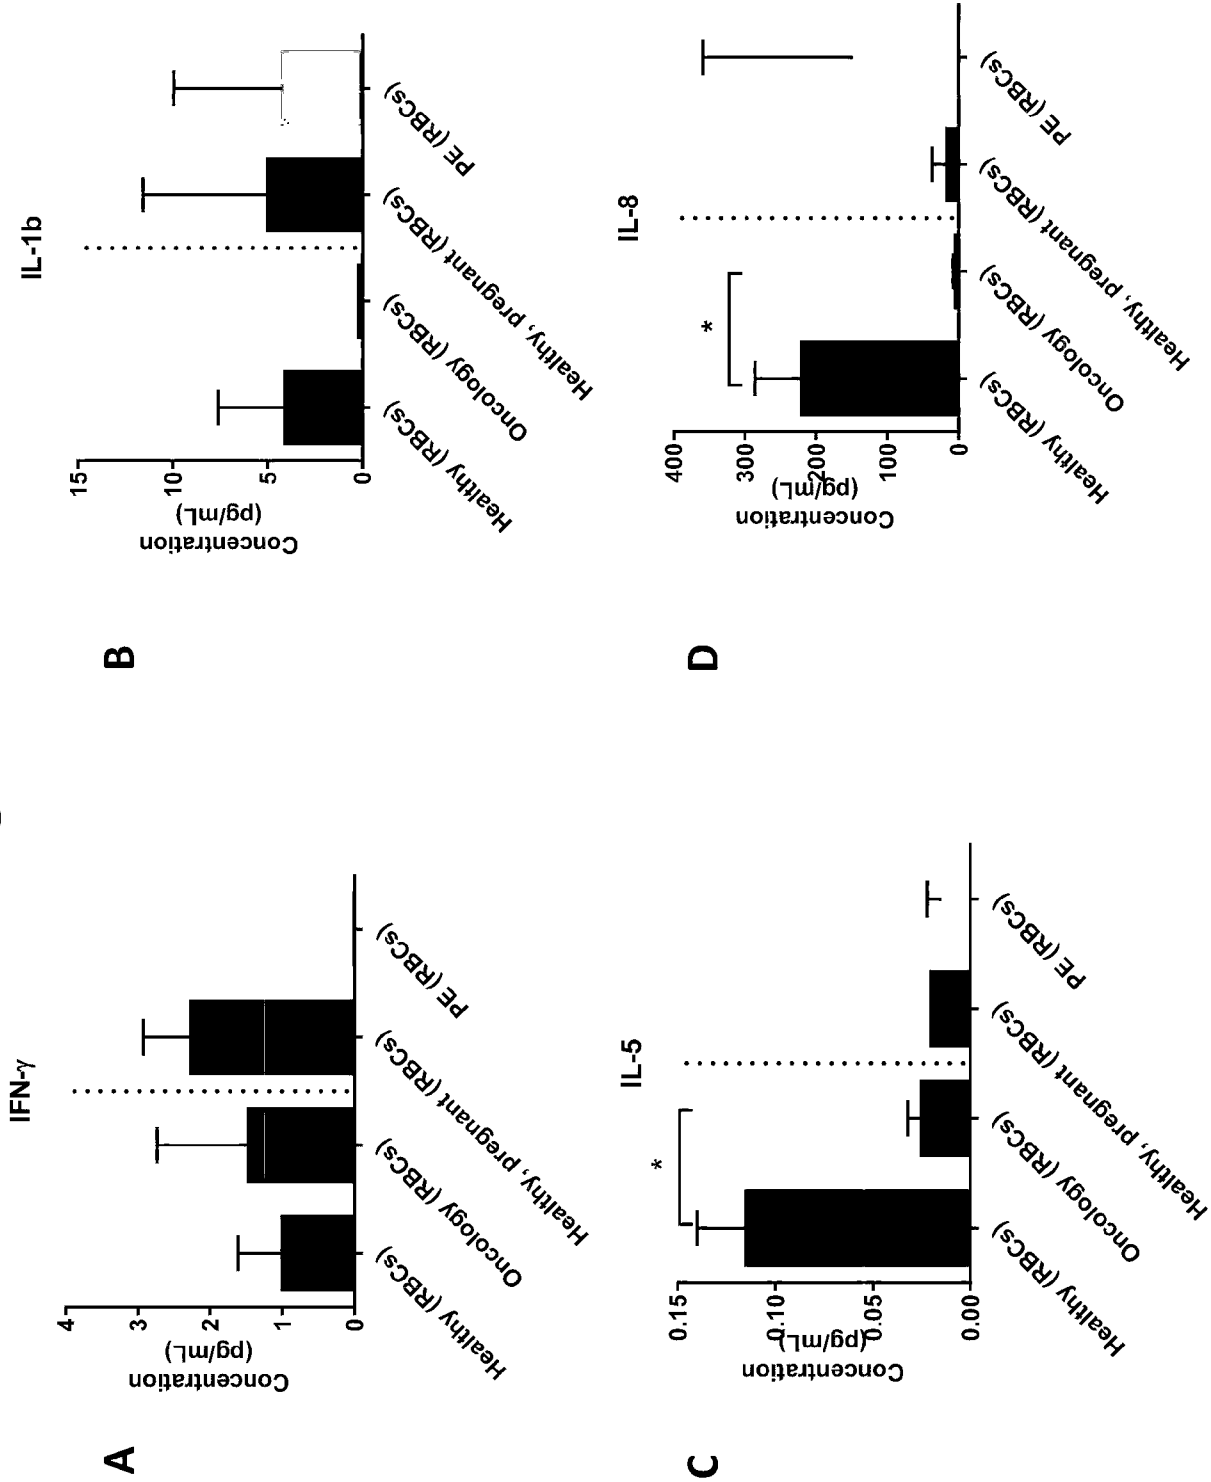 A
IFN-γ
Concentration
(pg/mL)
4
3
2
1
0
Healthy (RBCs)
Oncology (RBCs)
Healthy, pregnant (RBCs)
PE (RBCs)
B
IL-1b
Concentration
(pg/mL)
15
10
5
0
Healthy (RBCs)
Oncology (RBCs)
Healthy, pregnant (RBCs)
PE (RBCs)
C
IL-5
*
Concentration
(pg/mL)
0.15
0.10
0.05
0.00
Healthy (RBCs)
Oncology (RBCs)
Healthy, pregnant (RBCs)
PE (RBCs)
D
IL-8
*
Concentration
(pg/mL)
400
300
200
100
0
Healthy (RBCs)
Oncology (RBCs)
Healthy, pregnant (RBCs)
PE (RBCs)